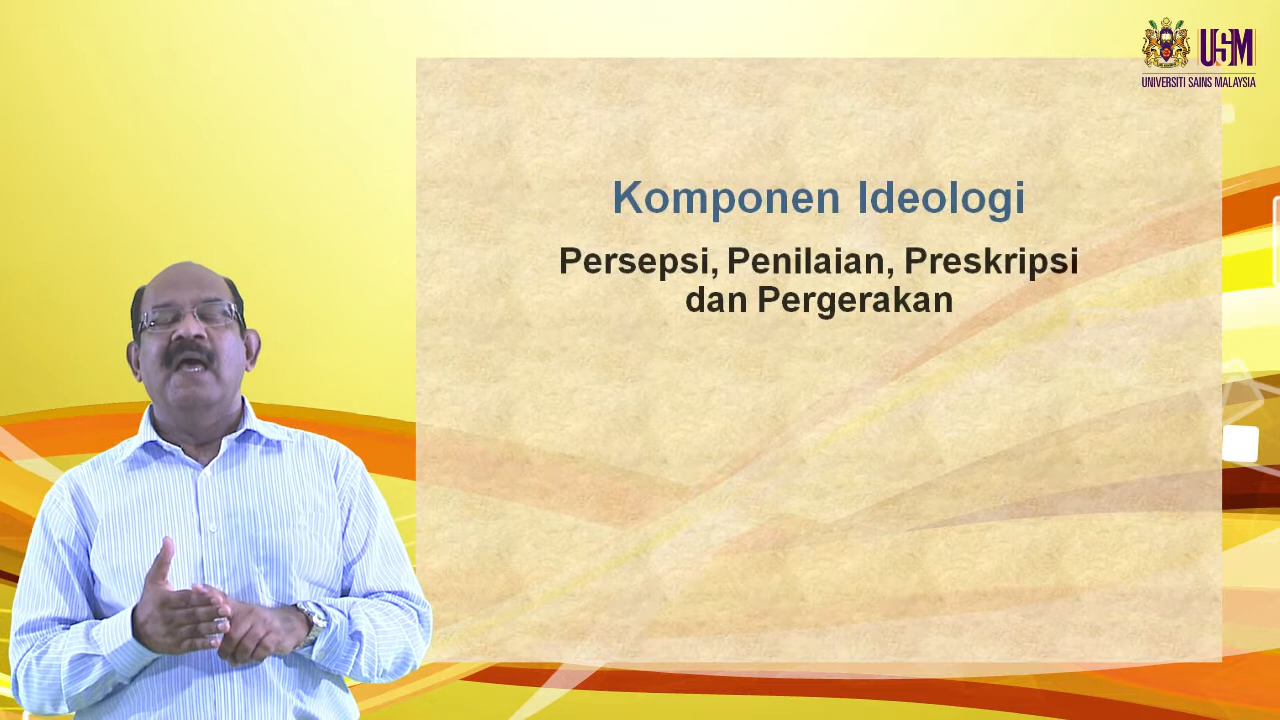 USM
UNIVERSITI SAINS MALAYSIA
Komponen Ideologi
Persepsi, Penilaian, Preskripsi
dan Pergerakan